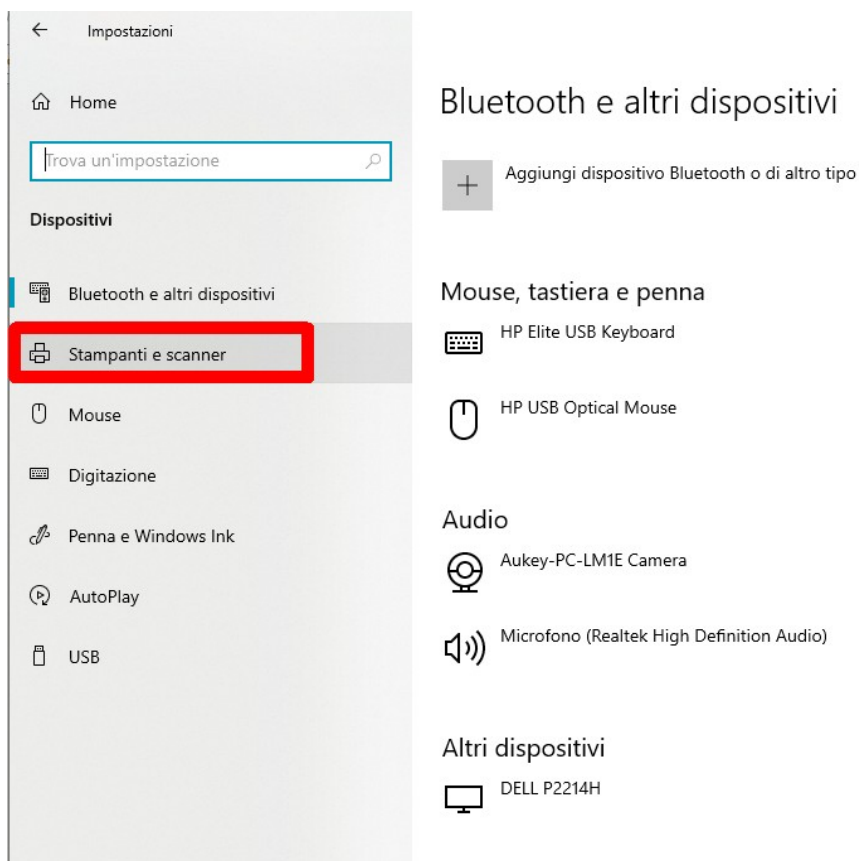 Impostazioni
Home
Trova un'impostazione
Dispositivi
Bluetooth e altri dispositivi
Stampanti e scanner
Mouse
Digitazione
Penna e Windows Ink
AutoPlay
USB
Bluetooth e altri dispositivi
Aggiungi dispositivo Bluetooth o di altro tipo
Mouse, tastiera e penna
HP Elite USB Keyboard
HP USB Optical Mouse
Audio
Aukey-PC-LM1E Camera
Microfono (Realtek High Definition Audio)
Altri dispositivi
DELL P2214H